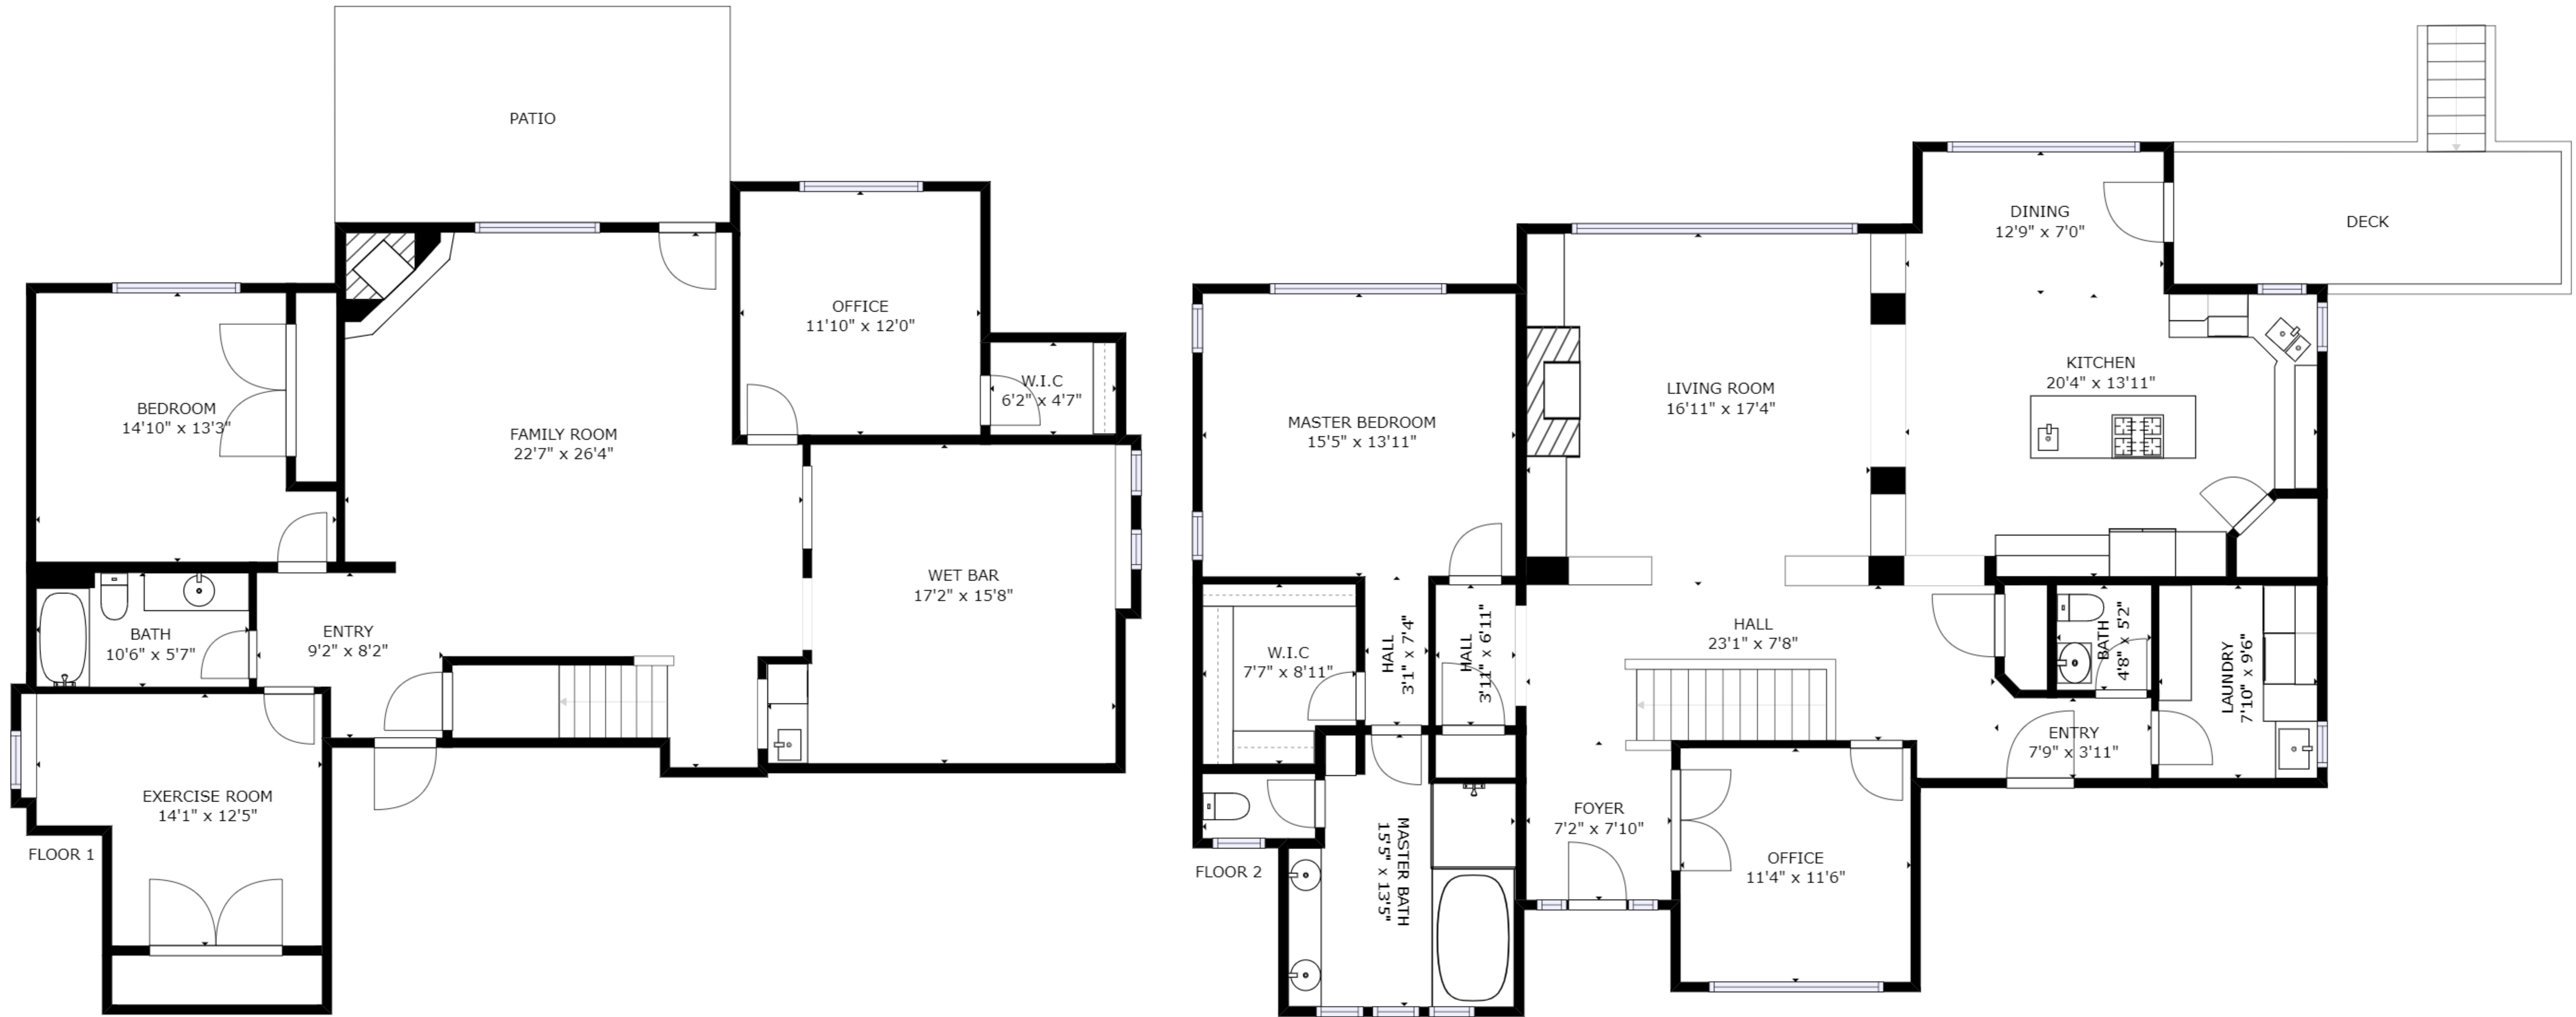 PATIO
OFFICE
11'10" x 12'0"
W.I.C
6'2" x 4'7"
BEDROOM
14'10" x 13'3"
FAMILY ROOM
22'7" x 26'4"
WET BAR
17'2" x 15'8"
BATH
10'6" x 5'7"
ENTRY
9'2" x 8'2"
EXERCISE ROOM
14'1" x 12'5"
FLOOR 1
DINING
12'9" x 7'0"
DECK
KITCHEN
20'4" x 13'11"
LIVING ROOM
16'11" x 17'4"
MASTER BEDROOM
15'5" x 13'11"
W.I.C
7'7" x 8'11"
HALL
3'1" x 7'4"
HALL
3'11" x 6'11"
HALL
23'1" x 7'8"
BATH
4'8" x 5'2"
LAUNDRY
7'10" x 9'6"
ENTRY
7'9" x 3'11"
FOYER
7'2" x 7'10"
OFFICE
11'4" x 11'6"
MASTER BATH
15'5" x 13'5"
FLOOR 2